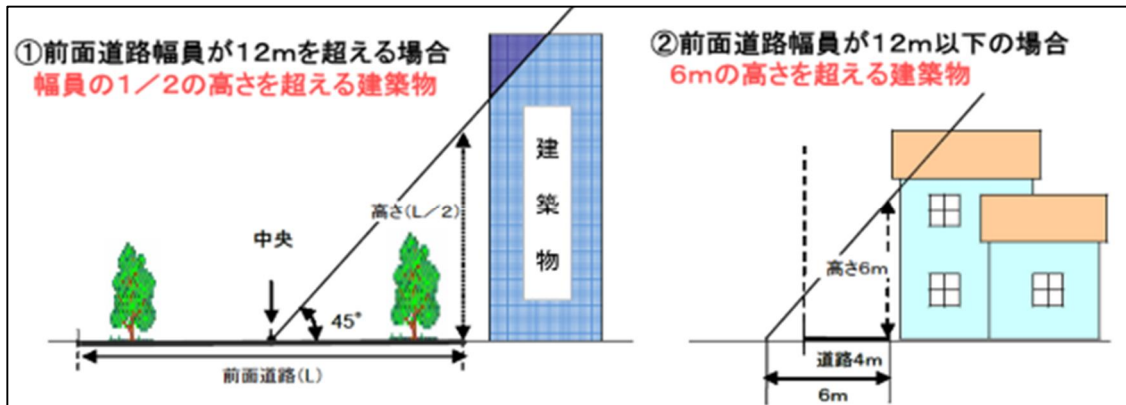 ①前面道路幅員が12mを超える場合
幅員の1／2の高さを超える建築物
建築物
高さ(L／2)
中央
45°
前面道路(L)
②前面道路幅員が12m以下の場合
6mの高さを超える建築物
高さ6m
道路4m
6m